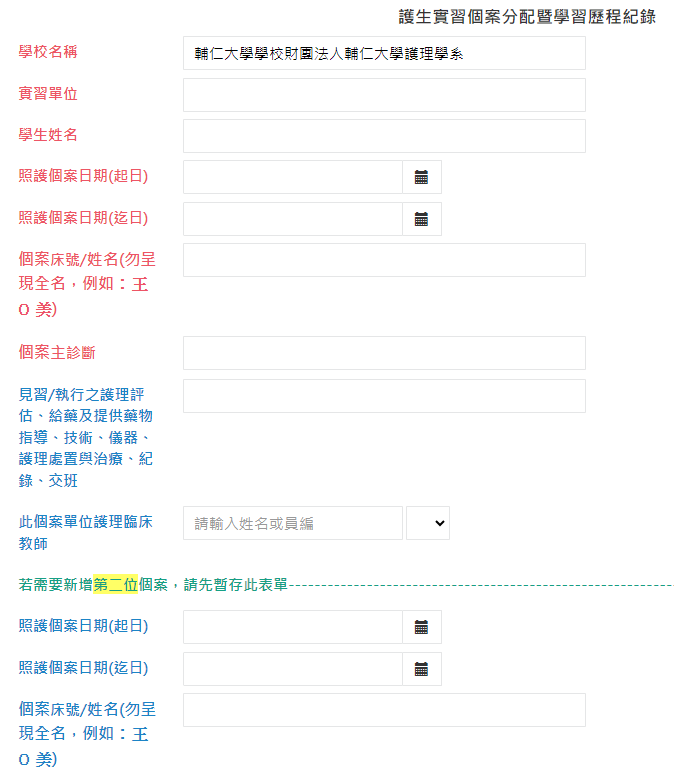 護生實習個案分配暨學習歷程紀錄
學校名稱
輔仁大學學校財團法人輔仁大學護理學系
實習單位
學生姓名
照護個案日期(起日)
照護個案日期(迄日)
個案床號/姓名(勿呈
現全名，例如：王
O 美)
個案主診斷
見習/執行之護理評
估、給藥及提供藥物
指導、技術、儀器、
護理處置與治療、紀
錄、交班
此個案單位護理臨床
教師
請輸入姓名或員編
若需要新增第二位個案，請先暫存此表單------------------------------------------------
照護個案日期(起日)
照護個案日期(迄日)
個案床號/姓名(勿呈
現全名，例如：王
O 美)